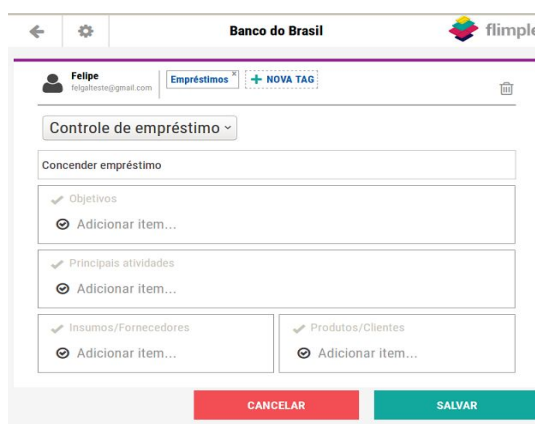 Banco do Brasil
flimple
Felipe
felgalteste@gmail.com
Empréstimos x
+ NOVA TAG
Controle de empréstimo
Concender empréstimo
Objetivos
Adicionar item...
Principais atividades
Adicionar item...
Insumos/Fornecedores
Produtos/Clientes
Adicionar item...
Adicionar item...
CANCELAR
SALVAR